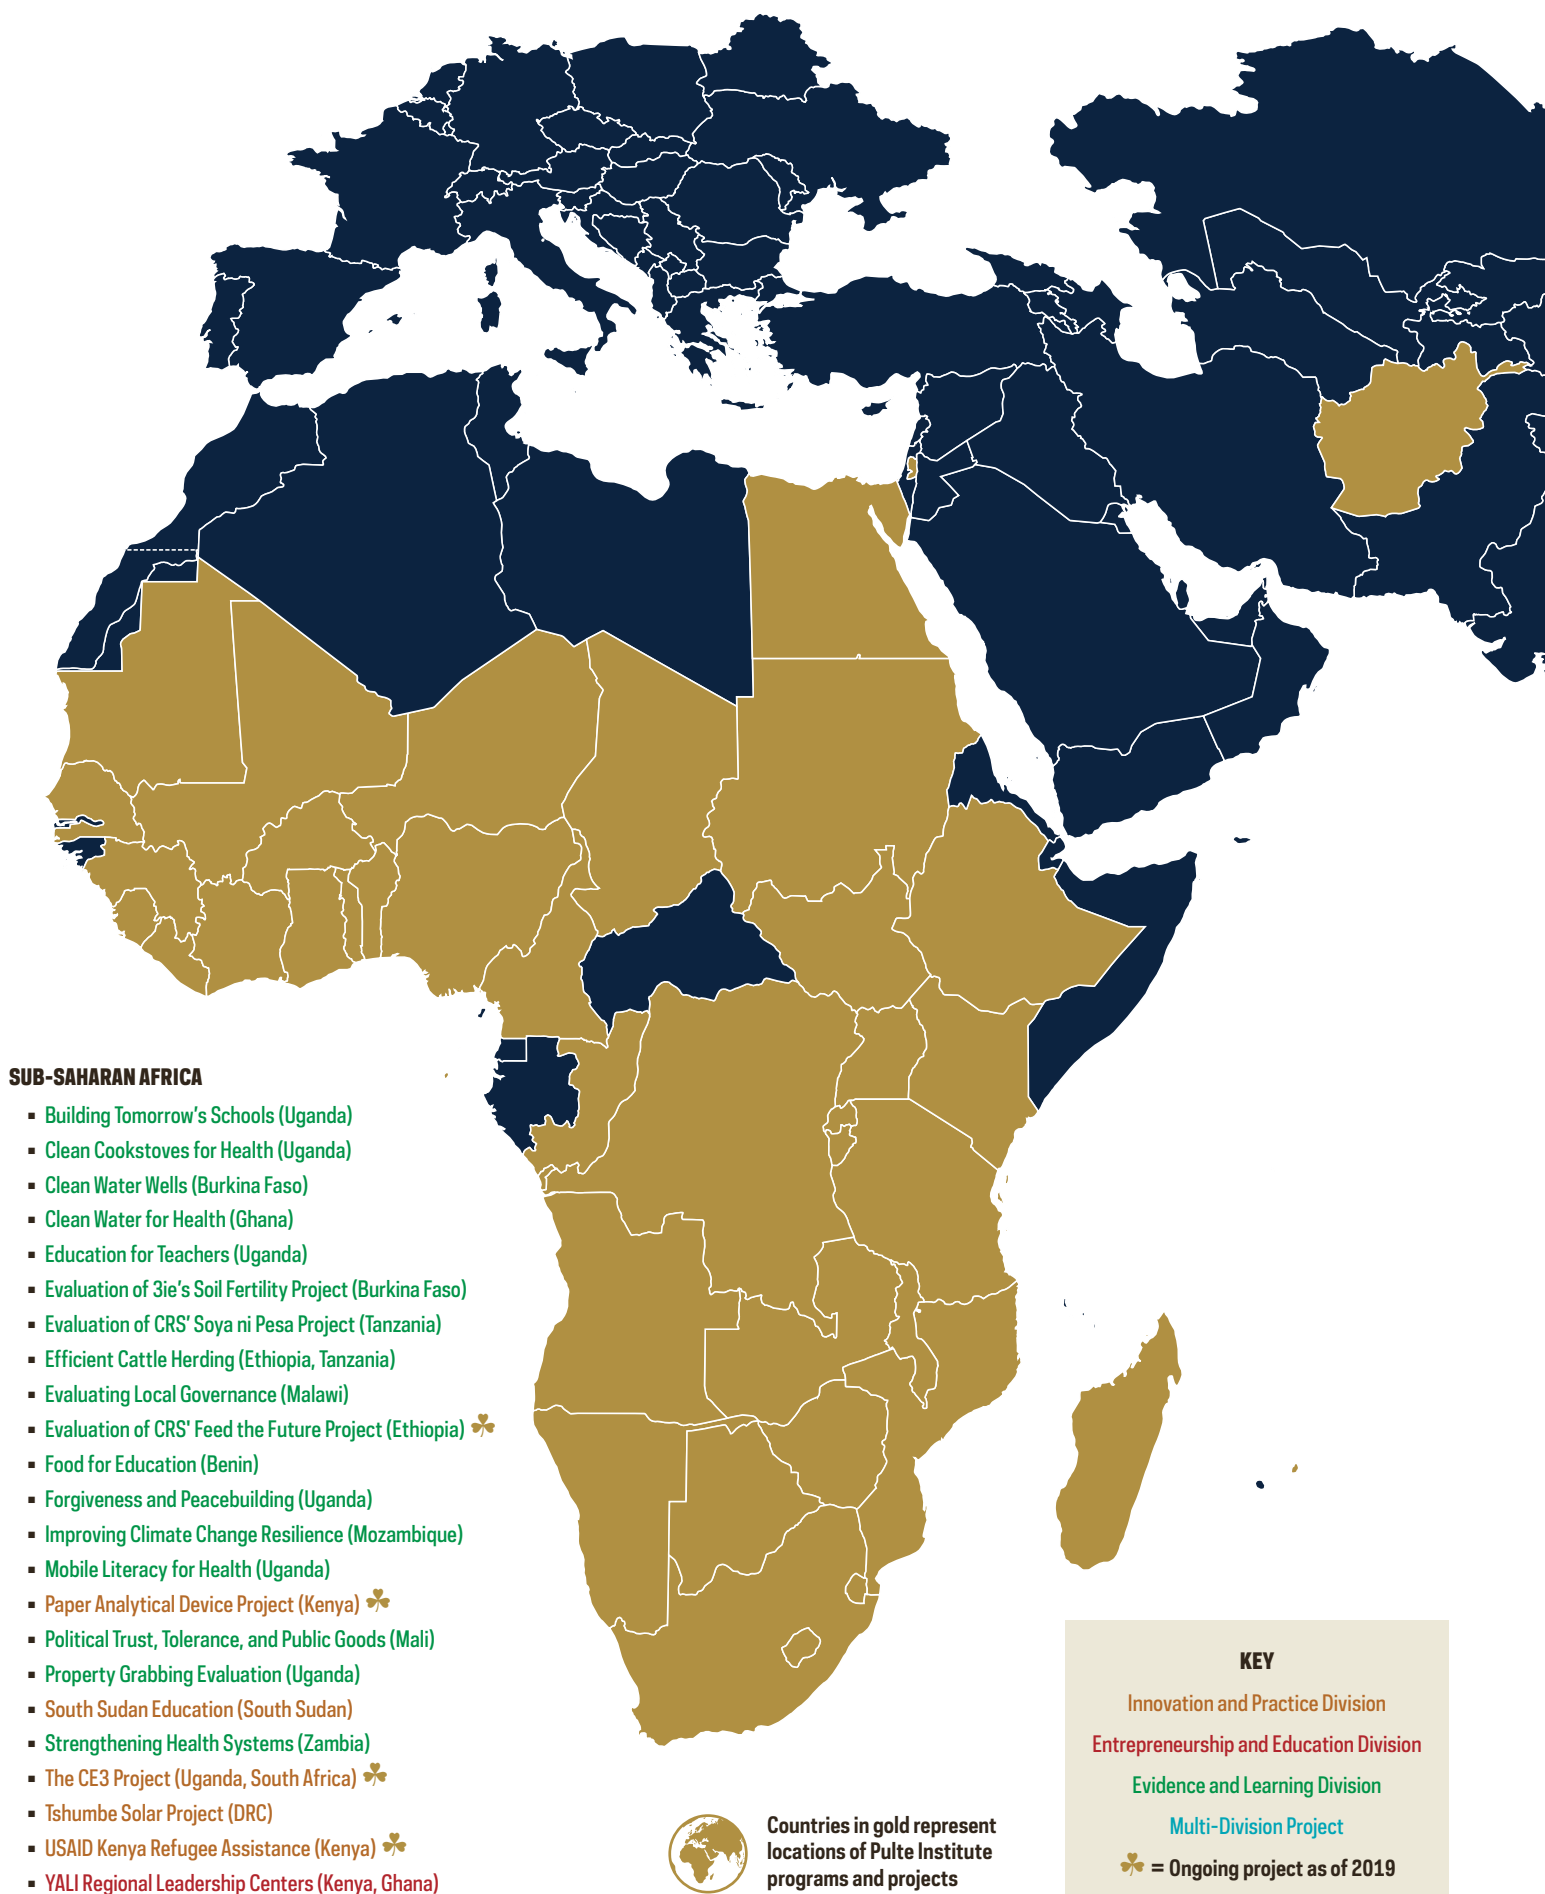 SUB-SAHARAN AFRICA
▪ Building Tomorrow’s Schools (Uganda)
▪ Clean Cookstoves for Health (Uganda)
▪ Clean Water Wells (Burkina Faso)
▪ Clean Water for Health (Ghana)
▪ Education for Teachers (Uganda)
▪ Evaluation of 3ie’s Soil Fertility Project (Burkina Faso)
▪ Evaluation of CRS’ Soya ni Pesa Project (Tanzania)
▪ Efficient Cattle Herding (Ethiopia, Tanzania)
▪ Evaluating Local Governance (Malawi)
▪ Evaluation of CRS' Feed the Future Project (Ethiopia) ☘
▪ Food for Education (Benin)
▪ Forgiveness and Peacebuilding (Uganda)
▪ Improving Climate Change Resilience (Mozambique)
▪ Mobile Literacy for Health (Uganda)
▪ Paper Analytical Device Project (Kenya) ☘
▪ Political Trust, Tolerance, and Public Goods (Mali)
▪ Property Grabbing Evaluation (Uganda)
▪ South Sudan Education (South Sudan)
▪ Strengthening Health Systems (Zambia)
▪ The CE3 Project (Uganda, South Africa) ☘
▪ Tshumbe Solar Project (DRC)
▪ USAID Kenya Refugee Assistance (Kenya) ☘
▪ YALI Regional Leadership Centers (Kenya, Ghana)
Countries in gold represent
locations of Pulte Institute
programs and projects
KEY
Innovation and Practice Division
Entrepreneurship and Education Division
Evidence and Learning Division
Multi-Division Project
☘ = Ongoing project as of 2019